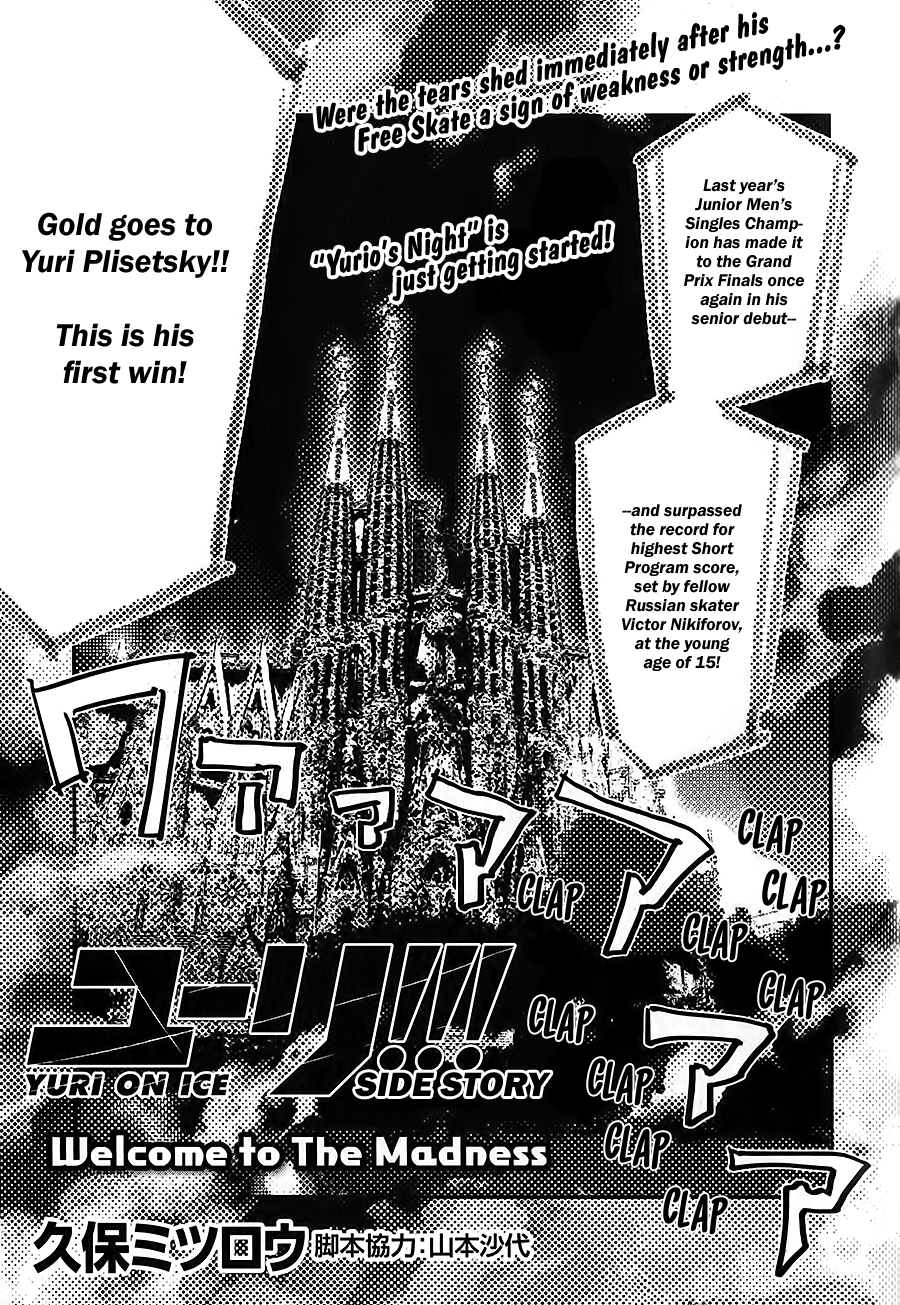 Were the tears shed immediately after his
Free Skate a sign of weakness or strength...?
Last year's
Junior Men's
Singles Champ-
ion has made it
to the Grand
Prix Finals once
again in his
senior debut--
Gold goes to
Yuri Plisetsky!!
This is his
first win!
"Yurio's Night" is
just getting started!
--and surpassed
the record for
highest Short
Program score,
set by fellow
Russian skater
Victor Nikiforov,
at the young
age of 15!
ワァァアアアア
CLAP
CLAP
CLAP
CLAP
CLAP
CLAP
CLAP
CLAP
CLAP
ユーリ!!!
YURI ON ICE
SIDE STORY
Welcome to The Madness
久保ミツロウ 脚本協力:山本沙代